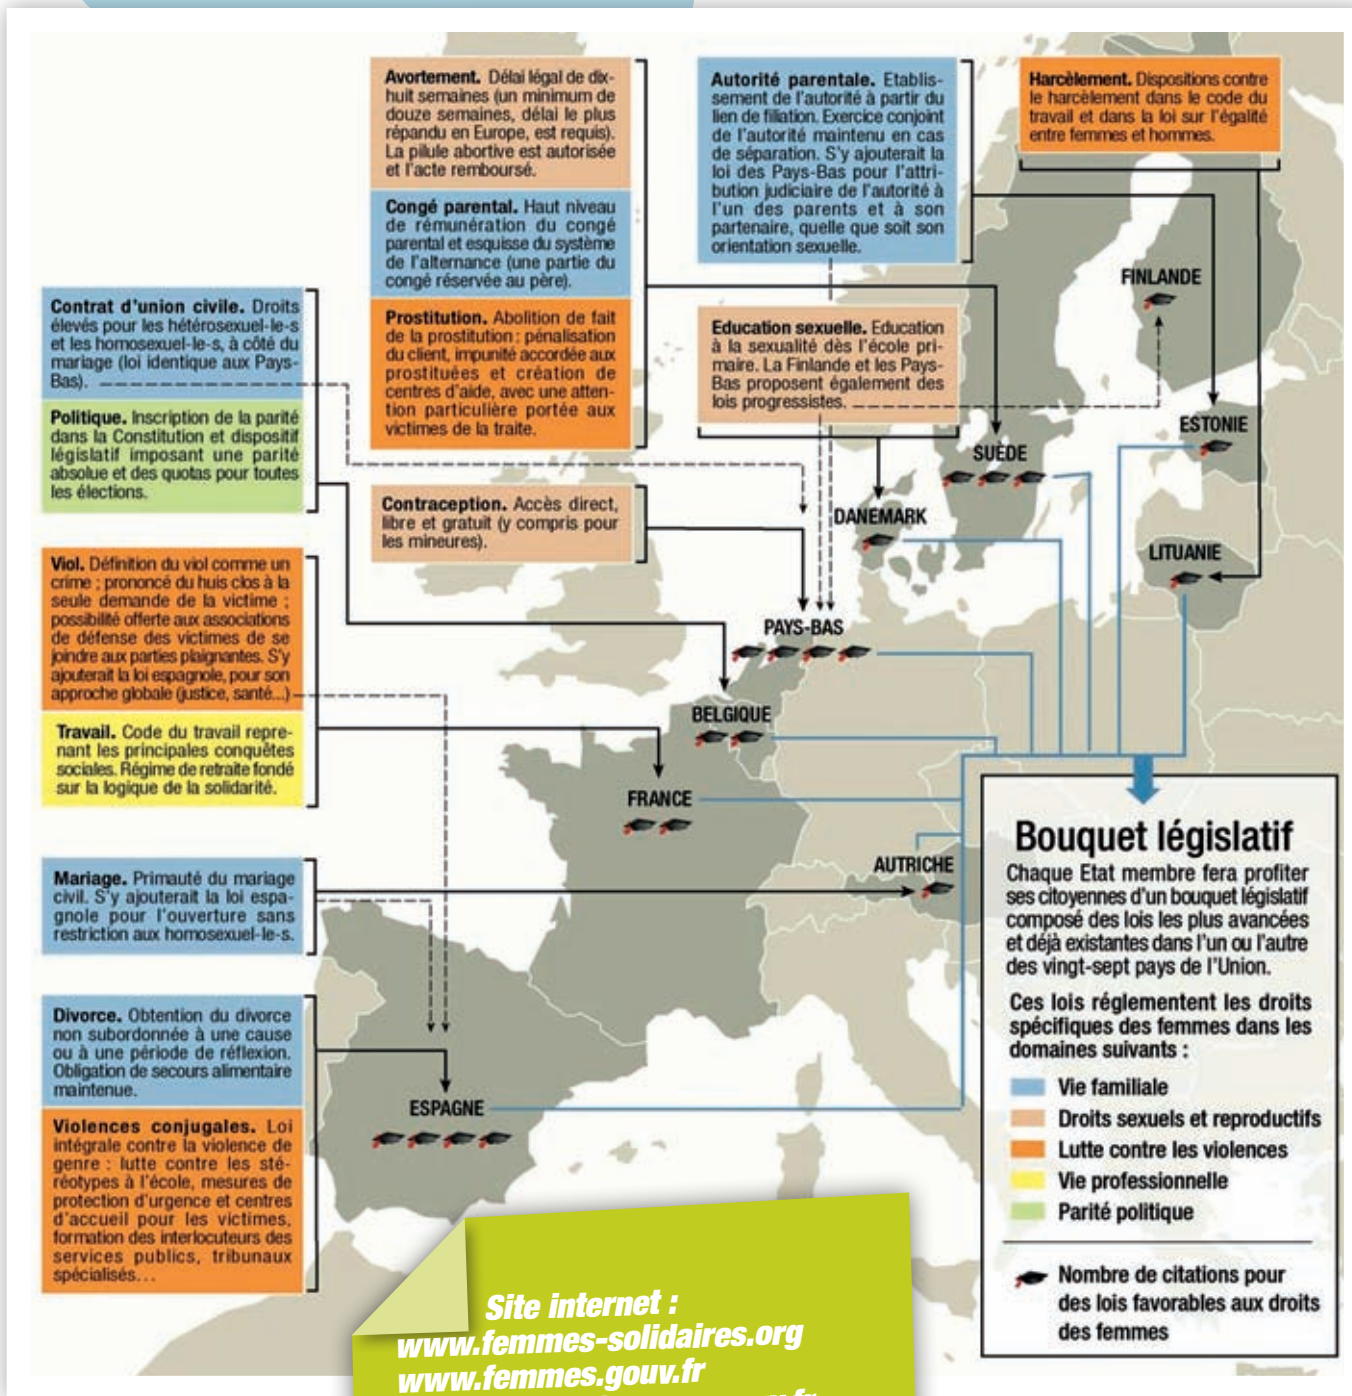 Avortement. Délai légal de dix-
huit semaines (un minimum de
douze semaines, délai le plus
répandu en Europe, est requis).
La pilule abortive est autorisée
et l'acte remboursé.
Congé parental. Haut niveau
de rémunération du congé
parental et esquisse du système
de l'alternance (une partie du
congé réservée au père).
Prostitution. Abolition de fait
de la prostitution : pénalisation
du client, impunité accordée aux
prostituées et création de
centres d'aide, avec une atten-
tion particulière portée aux
victimes de la traite.
Autorité parentale. Etablis-
sement de l'autorité à partir du
lien de filiation. Exercice conjoint
de l'autorité maintenu en cas
de séparation. S'y ajouterait la
loi des Pays-Bas pour l'attri-
bution judiciaire de l'autorité à
l'un des parents et à son
partenaire, quelle que soit son
orientation sexuelle.
Harcèlement. Dispositions contre
le harcèlement dans le code du
travail et dans la loi sur l'égalité
entre femmes et hommes.
Education sexuelle. Education
à la sexualité dès l'école pri-
maire. La Finlande et les Pays-
Bas proposent également des
lois progressistes.
Contrat d'union civile. Droits
élevés pour les hétérosexuel-le-s
et les homosexuel-le-s, à côté du
mariage (loi identique aux Pays-
Bas).
Politique. Inscription de la parité
dans la Constitution et dispositif
législatif imposant une parité
absolue et des quotas pour toutes
les élections.
Contraception. Accès direct,
libre et gratuit (y compris pour
les mineures).
Viol. Définition du viol comme un
crime ; prononcé du huis clos à la
seule demande de la victime ;
possibilité offerte aux associations
de défense des victimes de se
joindre aux parties plaignantes. S'y
ajouterait la loi espagnole, pour son
approche globale (justice, santé...)
Travail. Code du travail repre-
nant les principales conquêtes
sociales. Régime de retraite fondé
sur la logique de la solidarité.
Mariage. Primauté du mariage
civil. S'y ajouterait la loi espa-
gnole pour l'ouverture sans
restriction aux homosexuel-le-s.
Divorce. Obtention du divorce
non subordonnée à une cause
ou à une période de réflexion.
Obligation de secours alimentaire
maintenue.
Violences conjugales. Loi
intégrale contre la violence de
genre : lutte contre les sté-
réotypes à l'école, mesures de
protection d'urgence et centres
d'accueil pour les victimes,
formation des interlocuteurs des
services publics, tribunaux
spécialisés...
FINLANDE
ESTONIE
SUÈDE
DANEMARK
LITUANIE
PAYS-BAS
BELGIQUE
FRANCE
AUTRICHE
ESPAGNE
Bouquet législatif
Chaque Etat membre fera profiter
ses citoyennes d'un bouquet législatif
composé des lois les plus avancées
et déjà existantes dans l'un ou l'autre
des vingt-sept pays de l'Union.
Ces lois réglementent les droits
spécifiques des femmes dans les
domaines suivants :
Vie familiale
Droits sexuels et reproductifs
Lutte contre les violences
Vie professionnelle
Parité politique
Nombre de citations pour
des lois favorables aux droits
des femmes
Site internet :
www.femmes-solidaires.org
www.femmes.gouv.fr